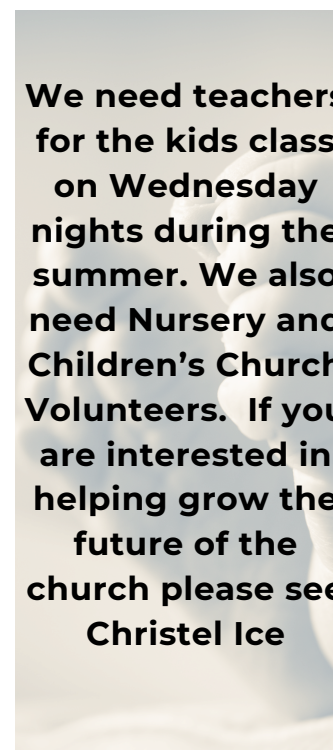 We need teachers
for the kids class
on Wednesday
nights during the
summer. We also
need Nursery and
Children’s Church
Volunteers.  If you
are interested in
helping grow the
future of the
church please see
Christel Ice